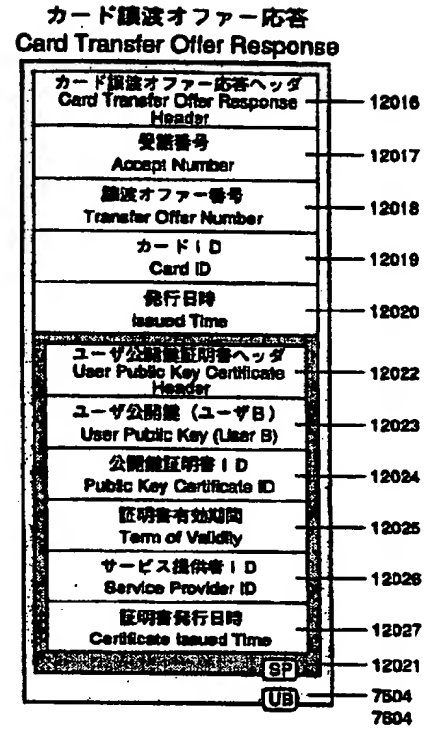 カード譲渡オファー応答
Card Transfer Offer Response
カード譲渡オファー応答ヘッダ
Card Transfer Offer Response
Header
12016
受諾番号
Accept Number
12017
譲渡オファー番号
Transfer Offer Number
12018
カードID
Card ID
12019
発行日時
Issued Time
12020
ユーザ公開鍵証明書ヘッダ
User Public Key Certificate
Header
12022
ユーザ公開鍵（ユーザB）
User Public Key (User B)
12023
公開鍵証明書ID
Public Key Certificate ID
12024
証明書有効期間
Term of Validity
12025
サービス提供者ID
Service Provider ID
12026
証明書発行日時
Certificate Issued Time
12027
SP
12021
UB
7504
7604